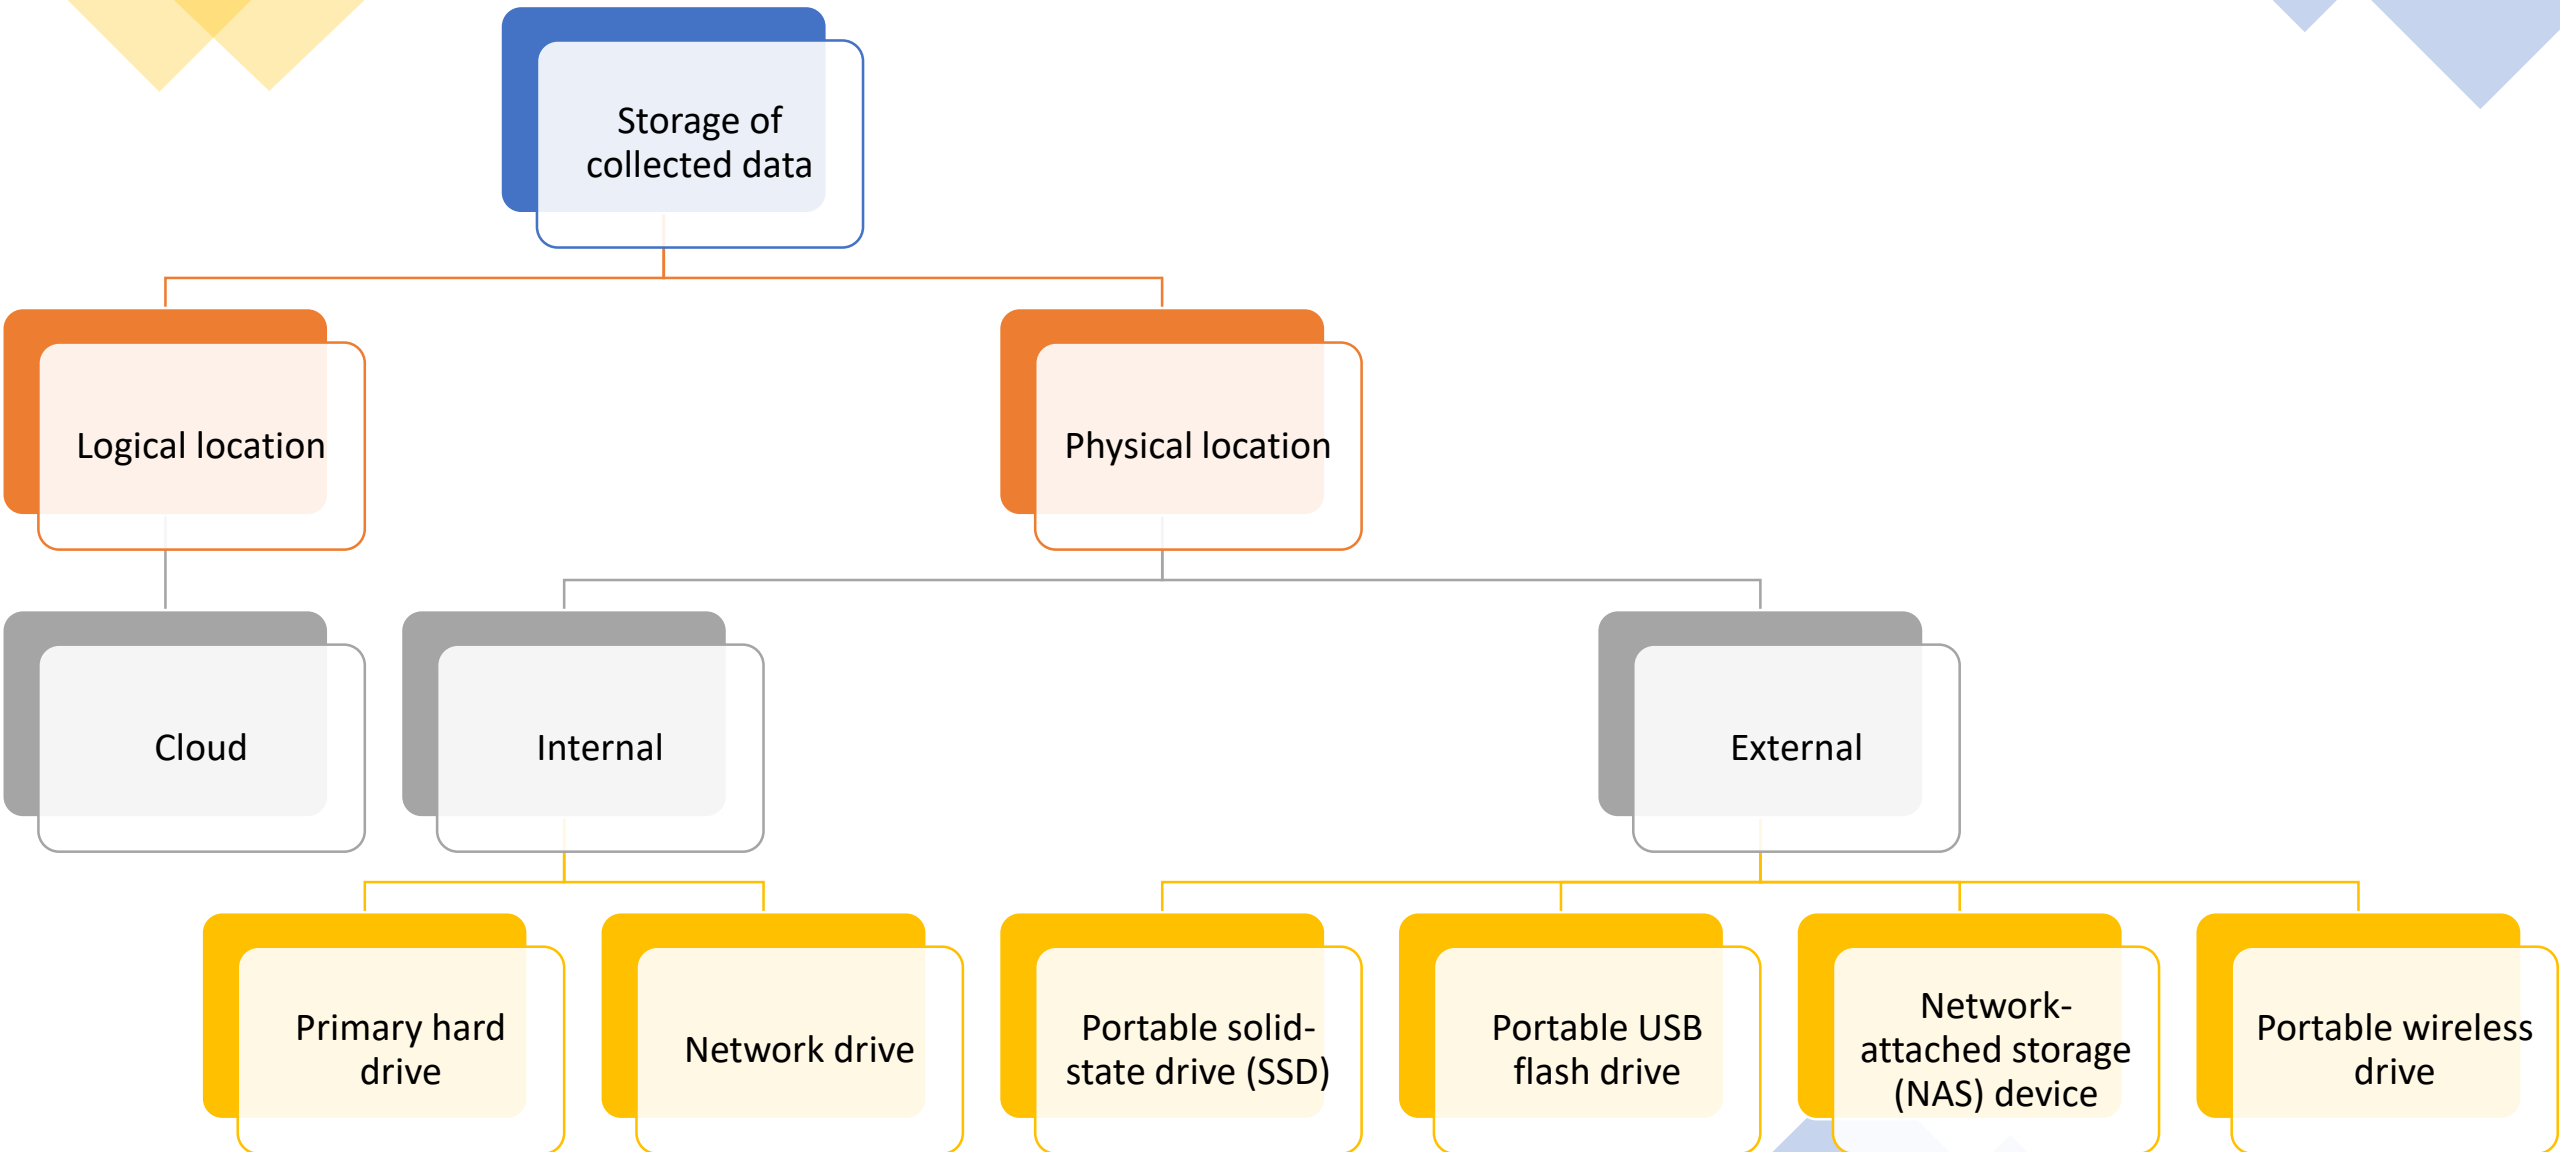 Storage of
collected data
Logical location
Physical location
Cloud
Internal
External
Primary hard
drive
Network drive
Portable solid-
state drive (SSD)
Portable USB
flash drive
Network-
attached storage
(NAS) device
Portable wireless
drive